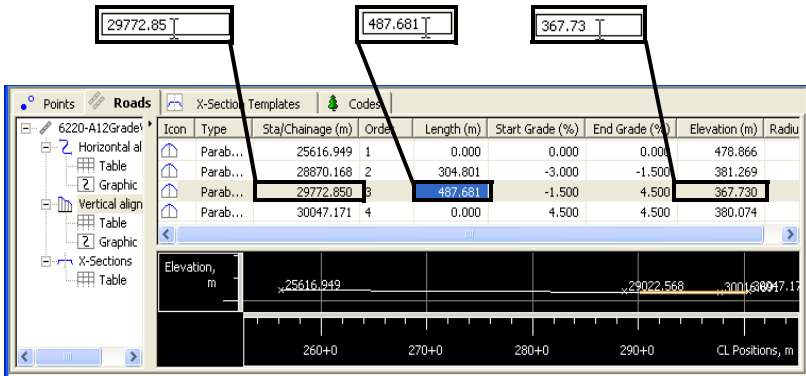 29772.85 487.681 367.73
Points Roads X-Section Templates Codes
6220-A12Grade\
Horizontal al
Table
Graphic
Vertical align
Table
Graphic
X-Sections
Table
Icon Type Sta/Chainage (m) Orde Length (m) Start Grade (%) End Grade (%) Elevation (m) Radiu
Parab... 25616.949 1 0.000 0.000 0.000 478.866
Parab... 28870.168 2 304.801 -3.000 -1.500 381.269
Parab... 29772.850 3 487.681 -1.500 4.500 367.730
Parab... 30047.171 4 0.000 4.500 4.500 380.074
Elevation,
m
25616.949 29022.568
260+0 270+0 280+0 290+0 CL Positions, m